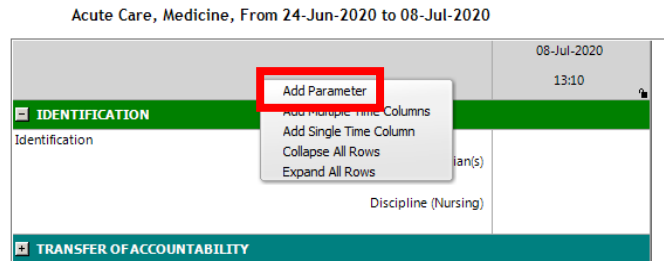 Acute Care, Medicine, From 24-Jun-2020 to 08-Jul-2020
08-Jul-2020
13:10
Add Parameter
Add Multiple Time Columns
Add Single Time Column
Collapse All Rows
Expand All Rows
IDENTIFICATION
Identification
ian(s)
Discipline (Nursing)
TRANSFER OF ACCOUNTABILITY